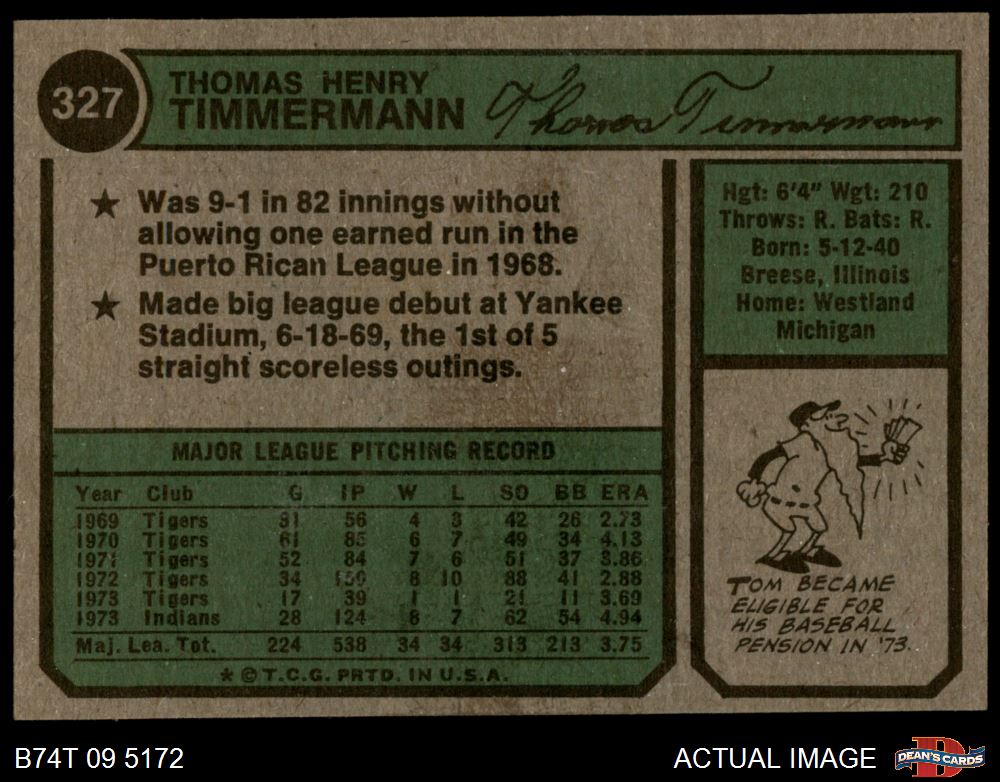 327
THOMAS HENRY
TIMMERMANN
Thomas Timmermann
★ Was 9-1 in 82 innings without
allowing one earned run in the
Puerto Rican League in 1968.
★ Made big league debut at Yankee
Stadium, 6-18-69, the 1st of 5
straight scoreless outings.
Hgt: 6'4" Wgt: 210
Throws: R. Bats: R.
Born: 5-12-40
Breese, Illinois
Home: Westland
Michigan
MAJOR LEAGUE PITCHING RECORD
Year Club G IP W L SO BB ERA
1969 Tigers 31 56 4 3 42 26 2.73
1970 Tigers 61 85 6 7 49 34 4.13
1971 Tigers 52 84 7 6 51 37 3.86
1972 Tigers 34 150 8 10 88 41 2.88
1973 Tigers 17 39 1 1 21 11 3.69
1973 Indians 28 124 8 7 62 54 4.94
Maj. Lea. Tot. 224 538 34 34 313 213 3.75
* © T.C.G. PRTD. IN U.S.A.
TOM BECAME
ELIGIBLE FOR
HIS BASEBALL
PENSION IN '73.
B74T 09 5172
ACTUAL IMAGE
D
DEAN'S CARDS